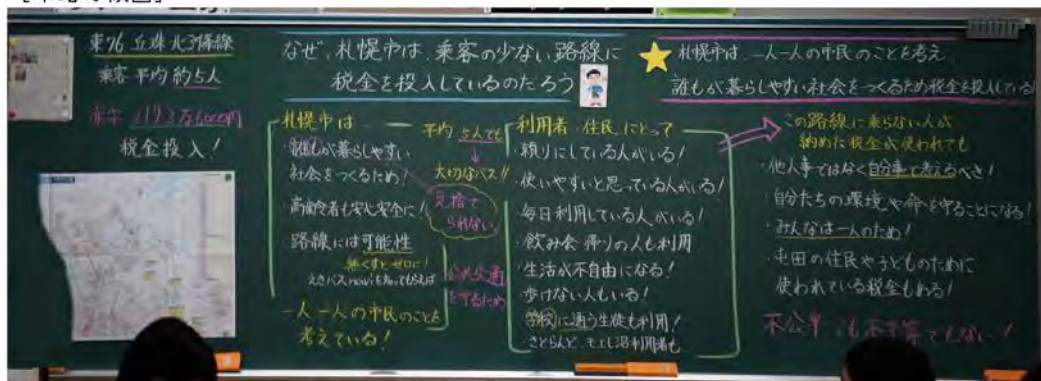 東76 丘珠北3条線
乗客 平均 約5人
赤字 2193万6000円
税金投入!
なぜ、札幌市は、乗客の少ない路線に
税金を投入しているのだろう
札幌市は、一人一人の市民のことを考え
誰もが暮らしやすい社会をつくるため税金を投入している!
札幌市は
・誰もが暮らしやすい
社会をつくるため!
・高齢者も安心安全に!
・路線には可能性
無くすとゼロに!
えきバスnaviを知ってもらえば
一人一人の市民のことを
考えている!
平均 5人でも
↓
大切なバス!!
見捨て
られない
公共交通
を守るため
利用者・住民にとって
・頼りにしている人がいる!
・使いやすいと思っている人がいる!
・毎日利用している人がいる!
・飲み会帰りの人も利用
・生活が不自由になる!
・歩けない人もいる!
・学校に通う生徒も利用!
・さとらんど、モエレ沼利用者も
この路線に乗らない人が
納めた税金が使われても
・他人事ではなく自分事で考えるべき!
・自分たちの環境や命を守ることになる!
・みんなは一人のため!
・屯田の住民や子どものために
使われている税金もある!
不公平でも不平等でもない!